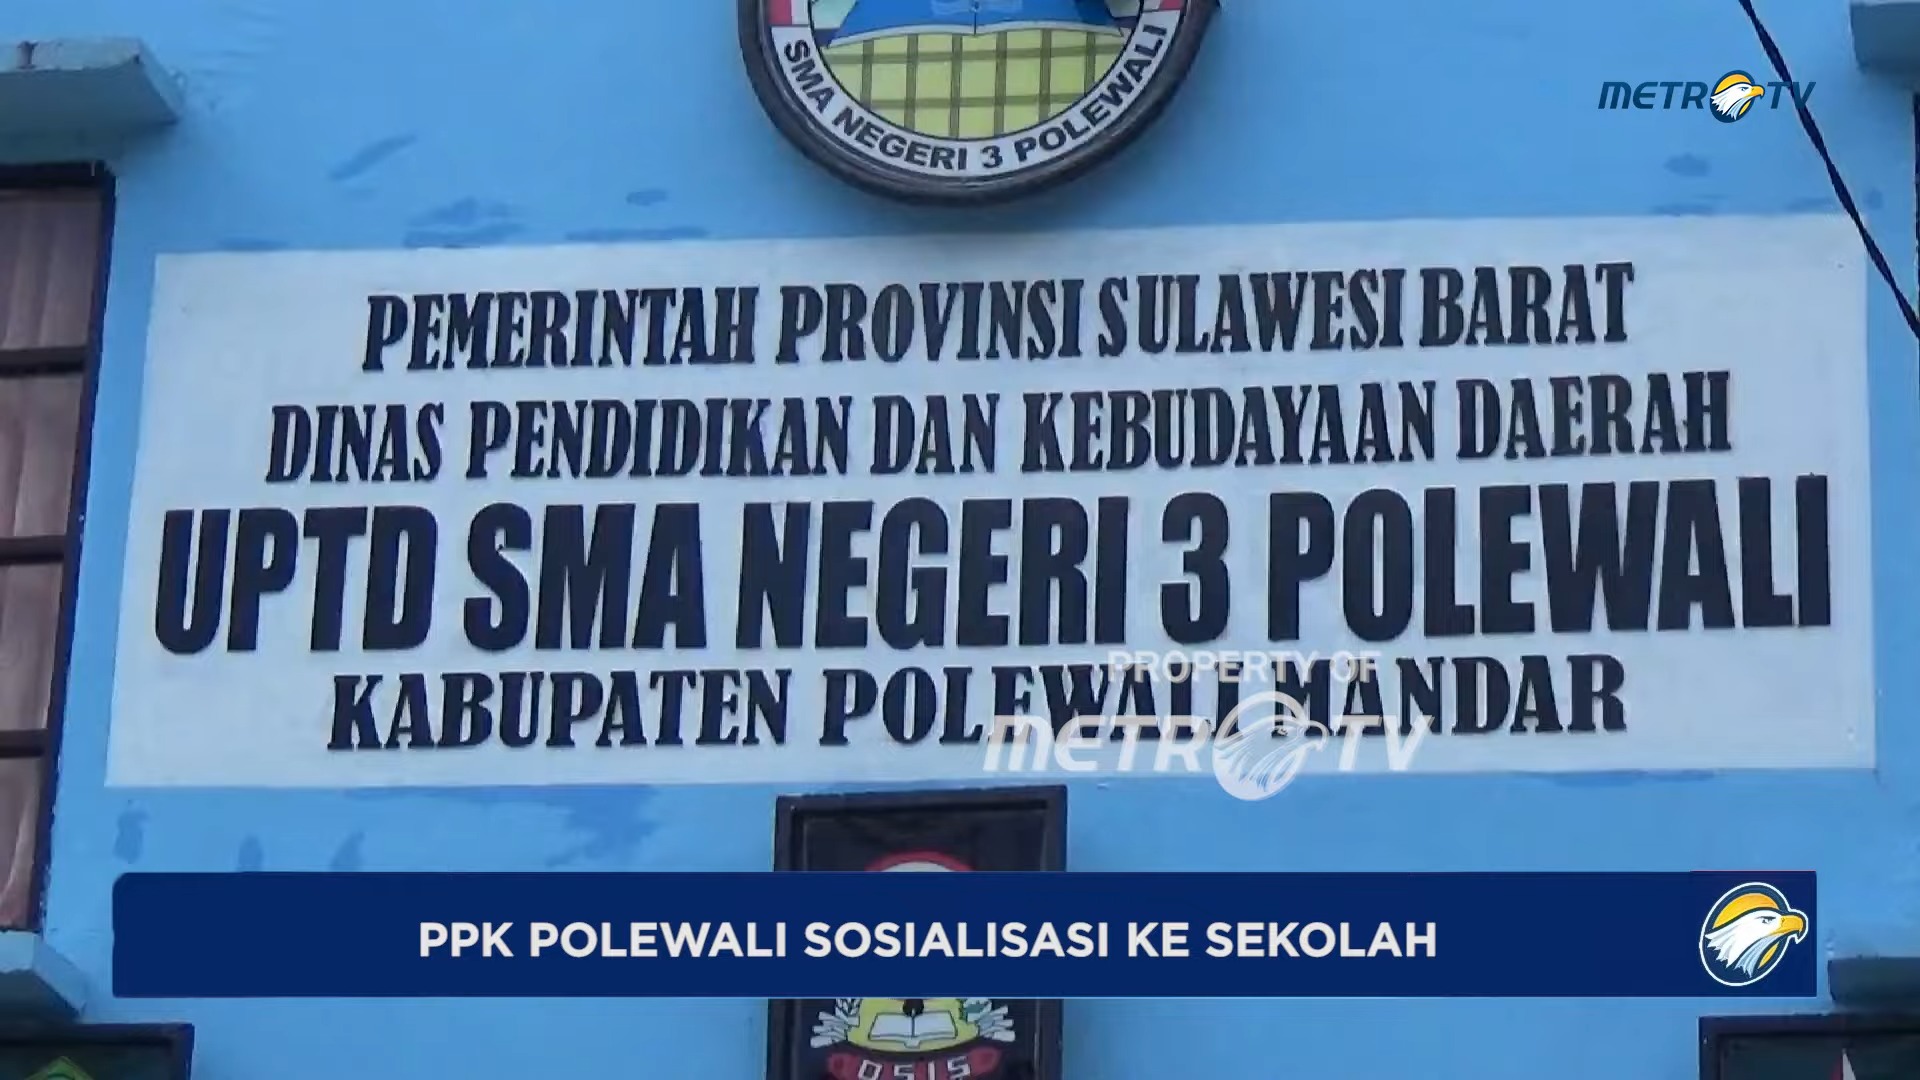 SMA NEGERI 3 POLEWALI
METRO TV
PEMERINTAH PROVINSI SULAWESI BARAT
DINAS PENDIDIKAN DAN KEBUDAYAAN DAERAH
UPTD SMA NEGERI 3 POLEWALI
KABUPATEN POLEWALI MANDAR
PROPERTY OF
METRO TV
PPK POLEWALI SOSIALISASI KE SEKOLAH
OSIS